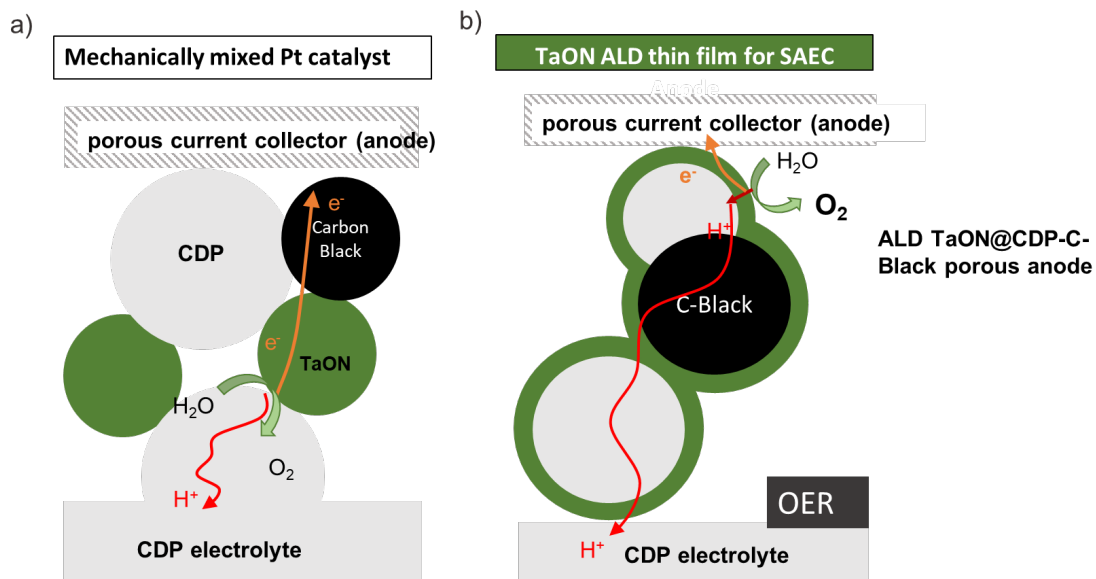 a)
Mechanically mixed Pt catalyst
porous current collector (anode)
CDP
e⁻
Carbon
Black
e⁻
TaON
H₂O
O₂
H⁺
CDP electrolyte
b)
TaON ALD thin film for SAEC
Anode
porous current collector (anode)
H₂O
e⁻
O₂
H⁺
ALD TaON@CDP-C-
Black porous anode
C-Black
OER
H⁺
CDP electrolyte